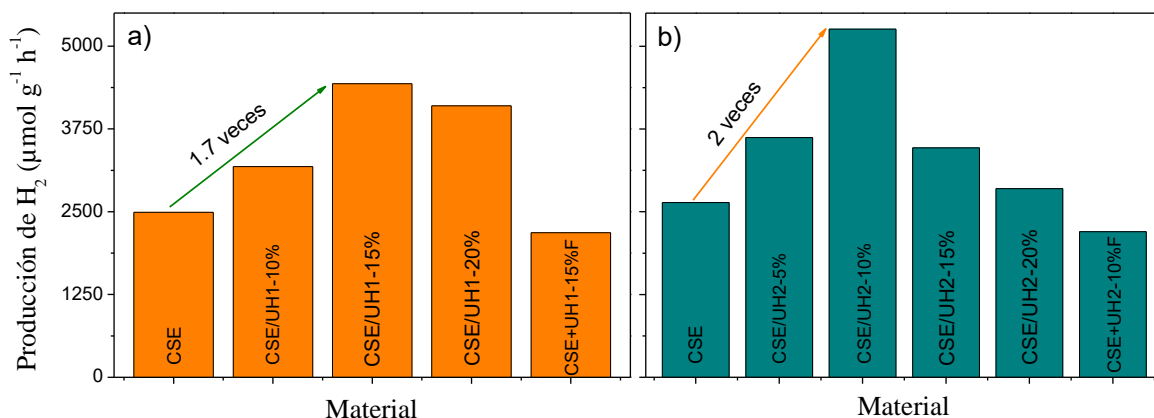 Producción de H2 (µmol g-1 h-1)
5000
3750
2500
1250
0
a)
1.7 veces
CSE
CSE/UH1-10%
CSE/UH1-15%
CSE/UH1-20%
CSE+UH1-15%F
Material
b)
2 veces
CSE
CSE/UH2-5%
CSE/UH2-10%
CSE/UH2-15%
CSE/UH2-20%
CSE+UH2-10%F
Material